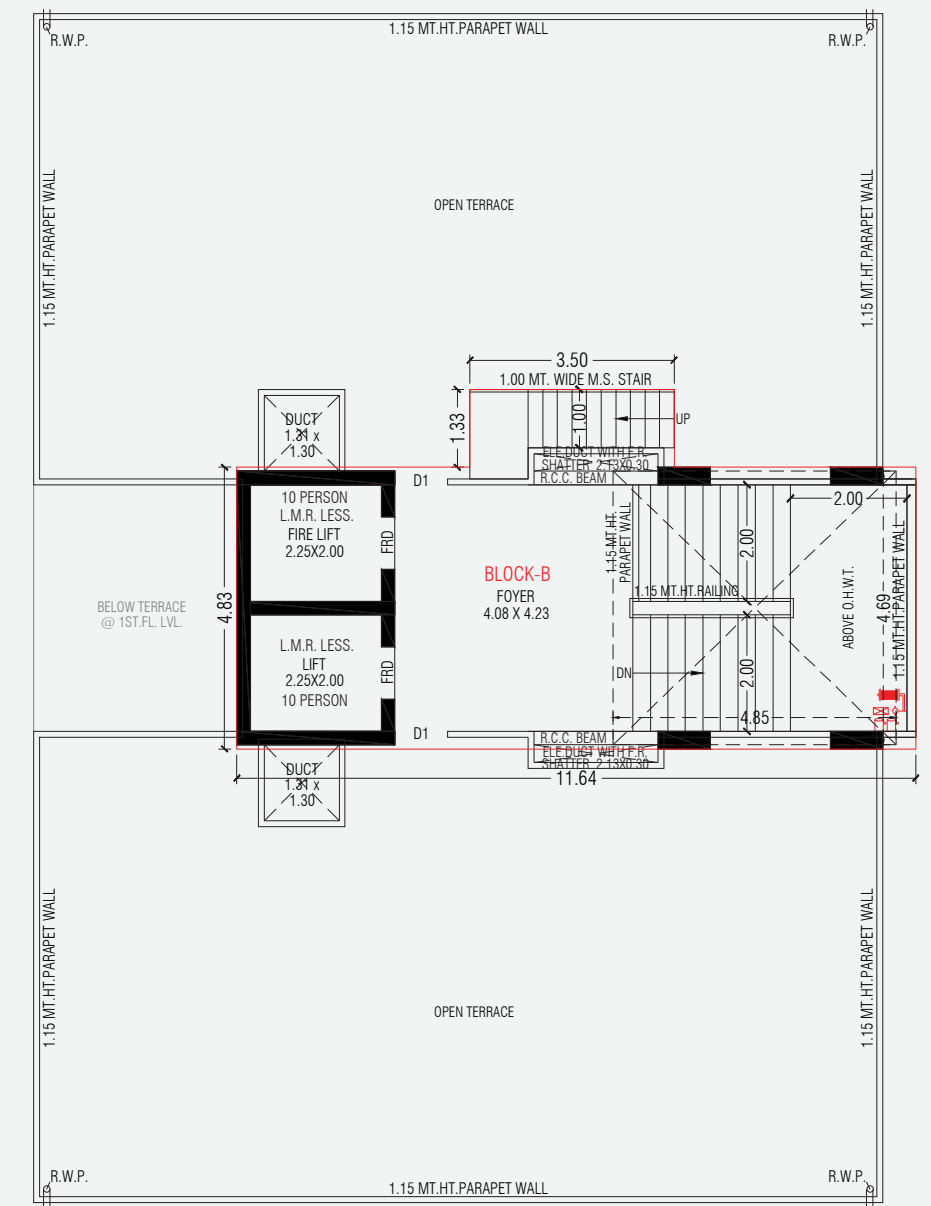 1.15 MT.HT.PARAPET WALL
R.W.P.
R.W.P.
1.15 MT.HT.PARAPET WALL
1.15 MT.HT.PARAPET WALL
OPEN TERRACE
3.50
1.00 MT. WIDE M.S. STAIR
1.33
1.00
UP
DUCT
1.31 x
1.30
ELE.DUCT WITH F.R.
SHATTER 2.13X0.30
R.C.C. BEAM
D1
10 PERSON
L.M.R. LESS.
FIRE LIFT
2.25X2.00
FRD
2.00
2.00
1.15 MT.HT.
PARAPET WALL
BLOCK-B
FOYER
4.08 X 4.23
1.15 MT.HT.RAILING
ABOVE O.H.W.T.
4.69
1.15 MT.HT.PARAPET WALL
BELOW TERRACE
@ 1ST.FL. LVL.
4.83
L.M.R. LESS.
LIFT
2.25X2.00
10 PERSON
FRD
DN
2.00
4.85
D1
R.C.C. BEAM
ELE.DUCT WITH F.R.
SHATTER 2.13X0.30
DUCT
1.31 x
1.30
11.64
1.15 MT.HT.PARAPET WALL
1.15 MT.HT.PARAPET WALL
OPEN TERRACE
R.W.P.
R.W.P.
1.15 MT.HT.PARAPET WALL